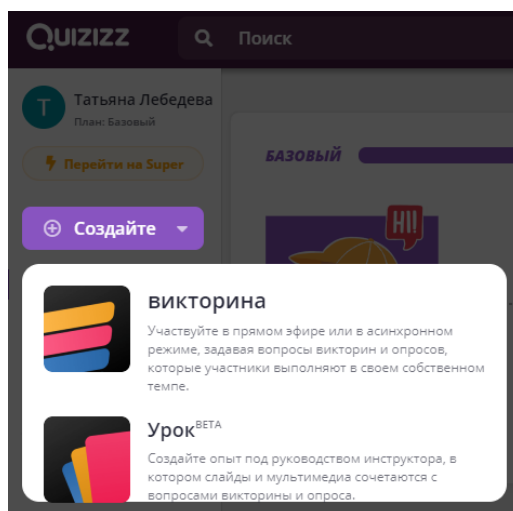 QUIZIZZ
Поиск
Т
Татьяна Лебедева
План: Базовый
Перейти на Super
БАЗОВЫЙ
HI!
Создайте
викторина
Участвуйте в прямом эфире или в асинхронном
режиме, задавая вопросы викторин и опросов,
которые участники выполняют в своем собственном
темпе.
Урок BETA
Создайте опыт под руководством инструктора, в
котором слайды и мультимедиа сочетаются с
вопросами викторины и опроса.